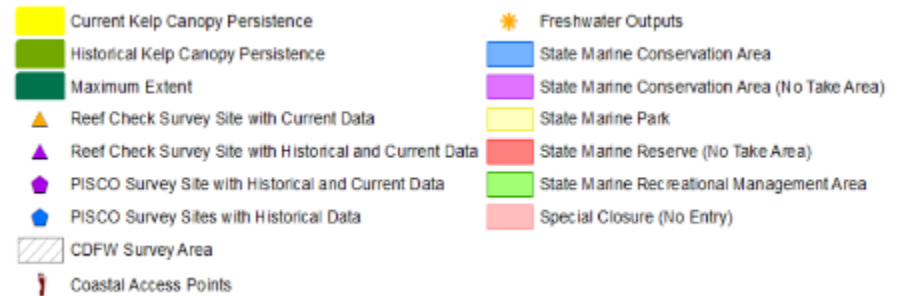 Current Kelp Canopy Persistence
Historical Kelp Canopy Persistence
Maximum Extent
Reef Check Survey Site with Current Data
Reef Check Survey Site with Historical and Current Data
PISCO Survey Site with Historical and Current Data
PISCO Survey Sites with Historical Data
CDFW Survey Area
Coastal Access Points
Freshwater Outputs
State Marine Conservation Area
State Marine Conservation Area (No Take Area)
State Marine Park
State Marine Reserve (No Take Area)
State Marine Recreational Management Area
Special Closure (No Entry)